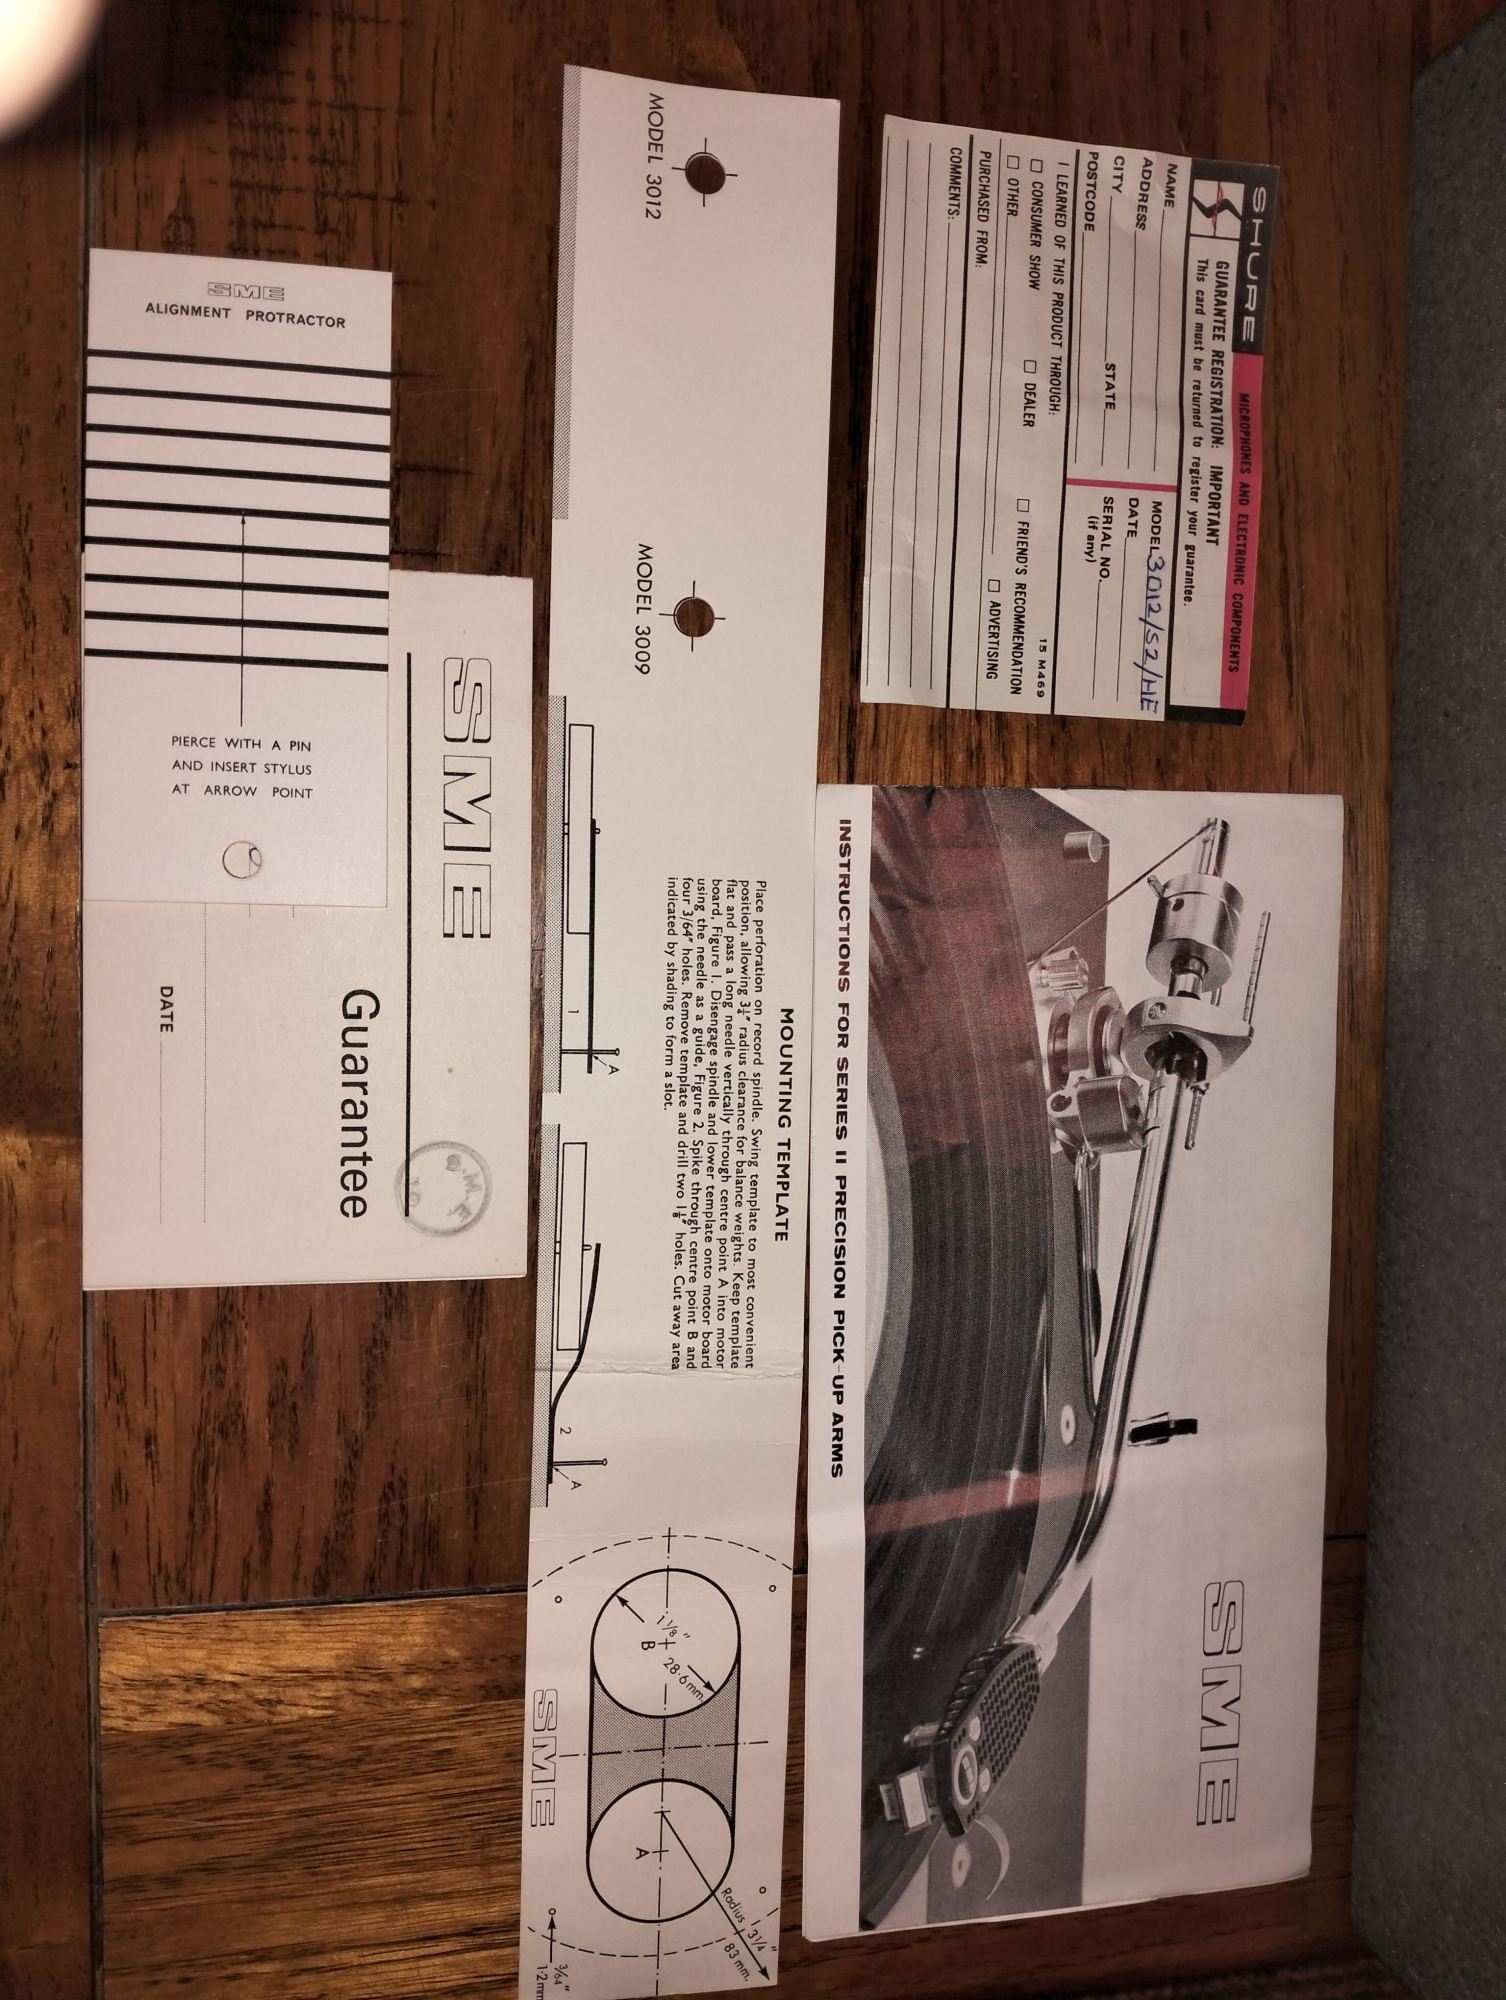 SHURE
MICROPHONES AND ELECTRONIC COMPONENTS
GUARANTEE REGISTRATION: IMPORTANT
This card must be returned to register your guarantee.
NAME
ADDRESS
CITY
STATE
POSTCODE
MODEL 3012/S2/HE
DATE
SERIAL NO.
(if any)
I LEARNED OF THIS PRODUCT THROUGH:
15 M469
CONSUMER SHOW
DEALER
FRIEND'S RECOMMENDATION
OTHER
ADVERTISING
PURCHASED FROM:
COMMENTS:
SME
INSTRUCTIONS FOR SERIES II PRECISION PICK-UP ARMS
MODEL 3012
MODEL 3009
MOUNTING TEMPLATE
Place perforation on record spindle. Swing template to most convenient
position, allowing 3¼" radius clearance for balance weights. Keep template
flat and pass a long needle vertically through centre point A into motor
board, Figure 1. Disengage spindle and lower template onto motor board
using the needle as a guide, Figure 2. Spike through centre point B and
four 3/64" holes. Remove template and drill two 1⅛" holes. Cut away area
indicated by shading to form a slot.
A
1
A
2
1 1/8"
B
28·6 mm.
A
Radius 3 1/4"
83 mm.
3/64"
1·2 mm
SME
SME
Guarantee
DATE
S.M.E
SME
ALIGNMENT PROTRACTOR
PIERCE WITH A PIN
AND INSERT STYLUS
AT ARROW POINT